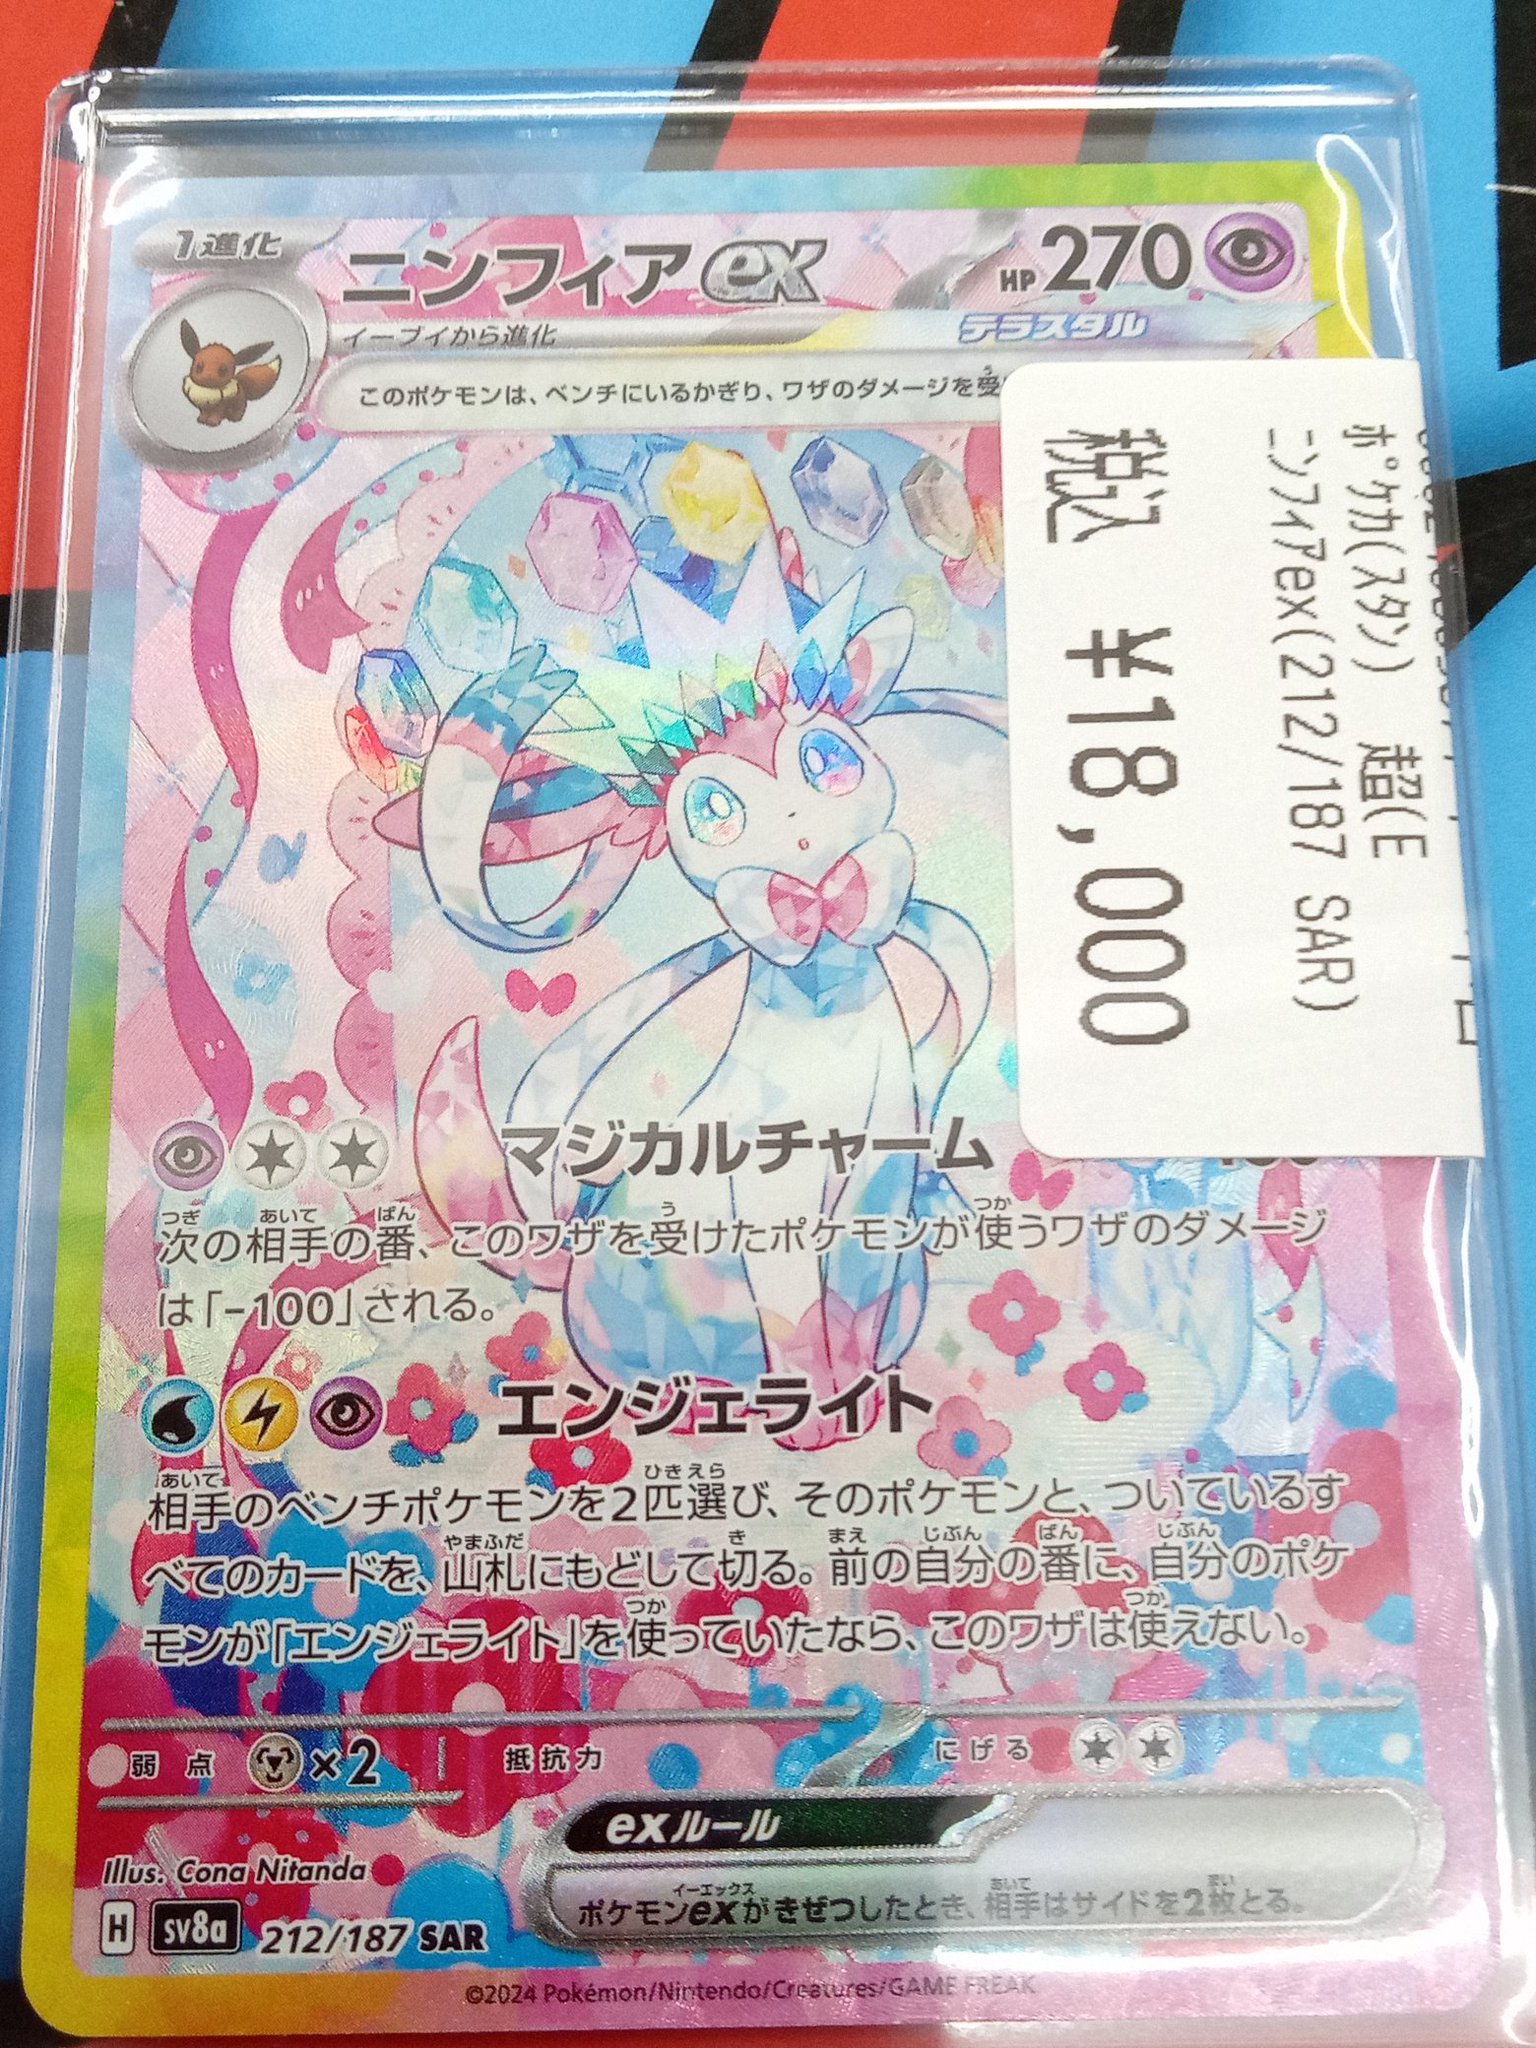 1進化
ニンフィアex
HP 270
イーブイから進化
テラスタル
このポケモンは、ベンチにいるかぎり、ワザのダメージを受
ポケカ(スタン) 超(E
ニンフィアex(212/187 SAR)
税込 ¥18,000
マジカルチャーム
次の相手の番、このワザを受けたポケモンが使うワザのダメージ
は「-100」される。
エンジェライト
相手のベンチポケモンを2匹選び、そのポケモンと、ついているす
べてのカードを、山札にもどして切る。前の自分の番に、自分のポケ
モンが「エンジェライト」を使っていたなら、このワザは使えない。
弱点 ×2 抵抗力 にげる
exルール
ポケモンexがきぜつしたとき、相手はサイドを2枚とる。
Illus. Cona Nitanda
H sv8a 212/187 SAR
©2024 Pokémon/Nintendo/Creatures/GAME FREAK